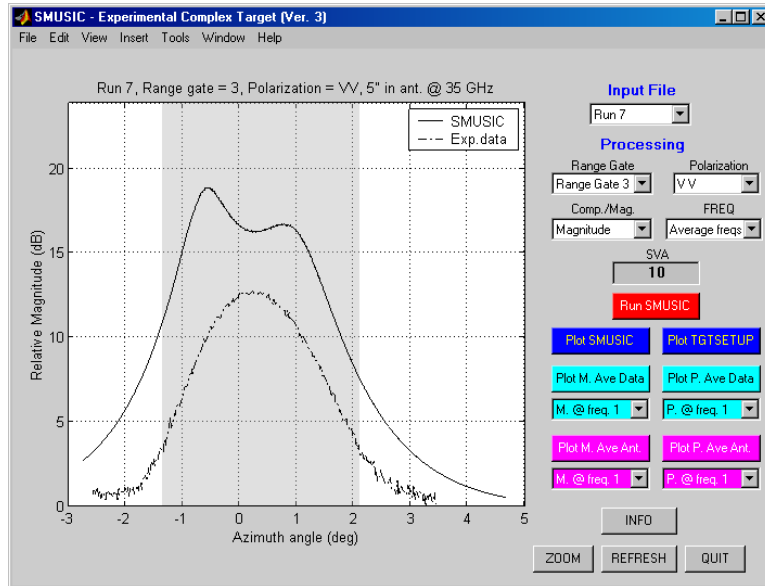 SMUSIC - Experimental Complex Target (Ver. 3)
File Edit View Insert Tools Window Help
Run 7, Range gate = 3, Polarization = VV, 5" in ant. @ 35 GHz
SMUSIC
Exp.data
20
15
10
5
0
Relative Magnitude (dB)
-3 -2 -1 0 1 2 3 4 5
Azimuth angle (deg)
Input File
Run 7
Processing
Range Gate Polarization
Range Gate 3 V V
Comp./Mag. FREQ
Magnitude Average freqs
SVA
10
Run SMUSIC
Plot SMUSIC Plot TGTSETUP
Plot M. Ave Data Plot P. Ave Data
M. @ freq. 1 P. @ freq. 1
Plot M. Ave Ant. Plot P. Ave Ant.
M. @ freq. 1 P. @ freq. 1
INFO
ZOOM REFRESH QUIT